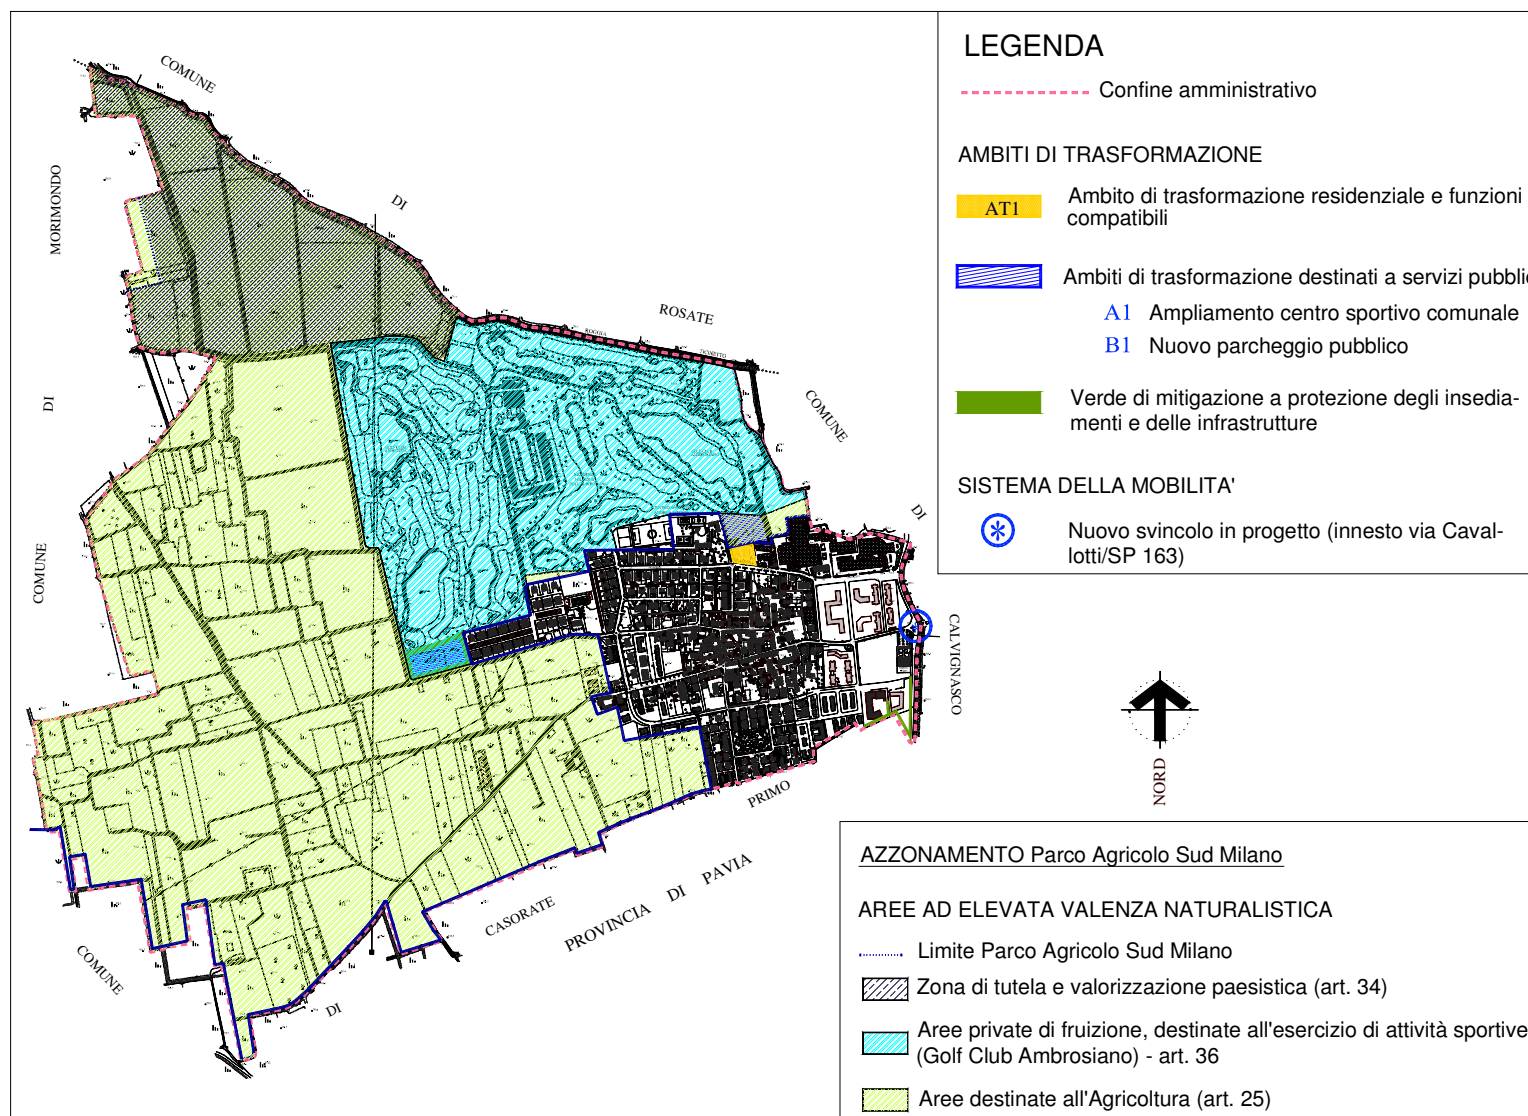 LEGENDA
Confine amministrativo
AMBITI DI TRASFORMAZIONE
AT1
Ambito di trasformazione residenziale e funzioni
compatibili
Ambiti di trasformazione destinati a servizi pubblic
A1 Ampliamento centro sportivo comunale
B1 Nuovo parcheggio pubblico
Verde di mitigazione a protezione degli insedia-
menti e delle infrastrutture
SISTEMA DELLA MOBILITA'
Nuovo svincolo in progetto (innesto via Caval-
lotti/SP 163)
COMUNE
DI
ROSATE
ROGGIA
TICINETTO
COMUNE
DI
CALVIGNASCO
MORIMONDO
DI
COMUNE
NORD
PRIMO
CASORATE
DI
COMUNE
PROVINCIA DI PAVIA
AZZONAMENTO Parco Agricolo Sud Milano
AREE AD ELEVATA VALENZA NATURALISTICA
Limite Parco Agricolo Sud Milano
Zona di tutela e valorizzazione paesistica (art. 34)
Aree private di fruizione, destinate all'esercizio di attività sportive
(Golf Club Ambrosiano) - art. 36
Aree destinate all'Agricoltura (art. 25)